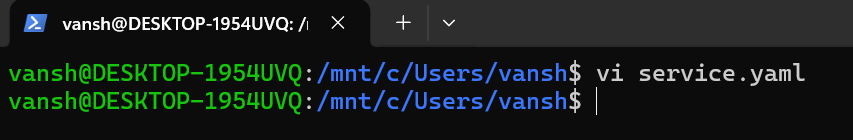 vansh@DESKTOP-1954UVQ: /
vansh@DESKTOP-1954UVQ:/mnt/c/Users/vansh$ vi service.yaml
vansh@DESKTOP-1954UVQ:/mnt/c/Users/vansh$